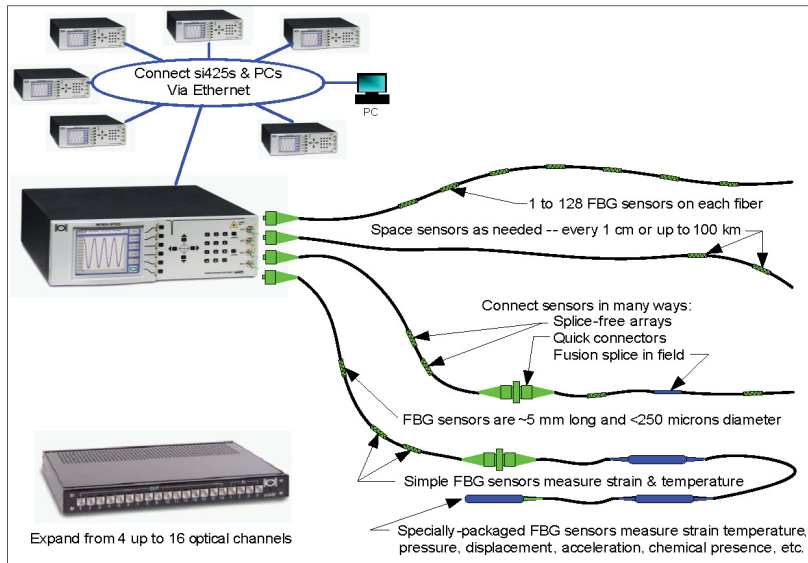 Connect si425s & PCs
Via Ethernet
PC
MICRON OPTICS
1 to 128 FBG sensors on each fiber
Space sensors as needed -- every 1 cm or up to 100 km
Connect sensors in many ways:
Splice-free arrays
Quick connectors
Fusion splice in field
FBG sensors are ~5 mm long and <250 microns diameter
Simple FBG sensors measure strain & temperature
Specially-packaged FBG sensors measure strain temperature,
pressure, displacement, acceleration, chemical presence, etc.
OUT
Expand from 4 up to 16 optical channels